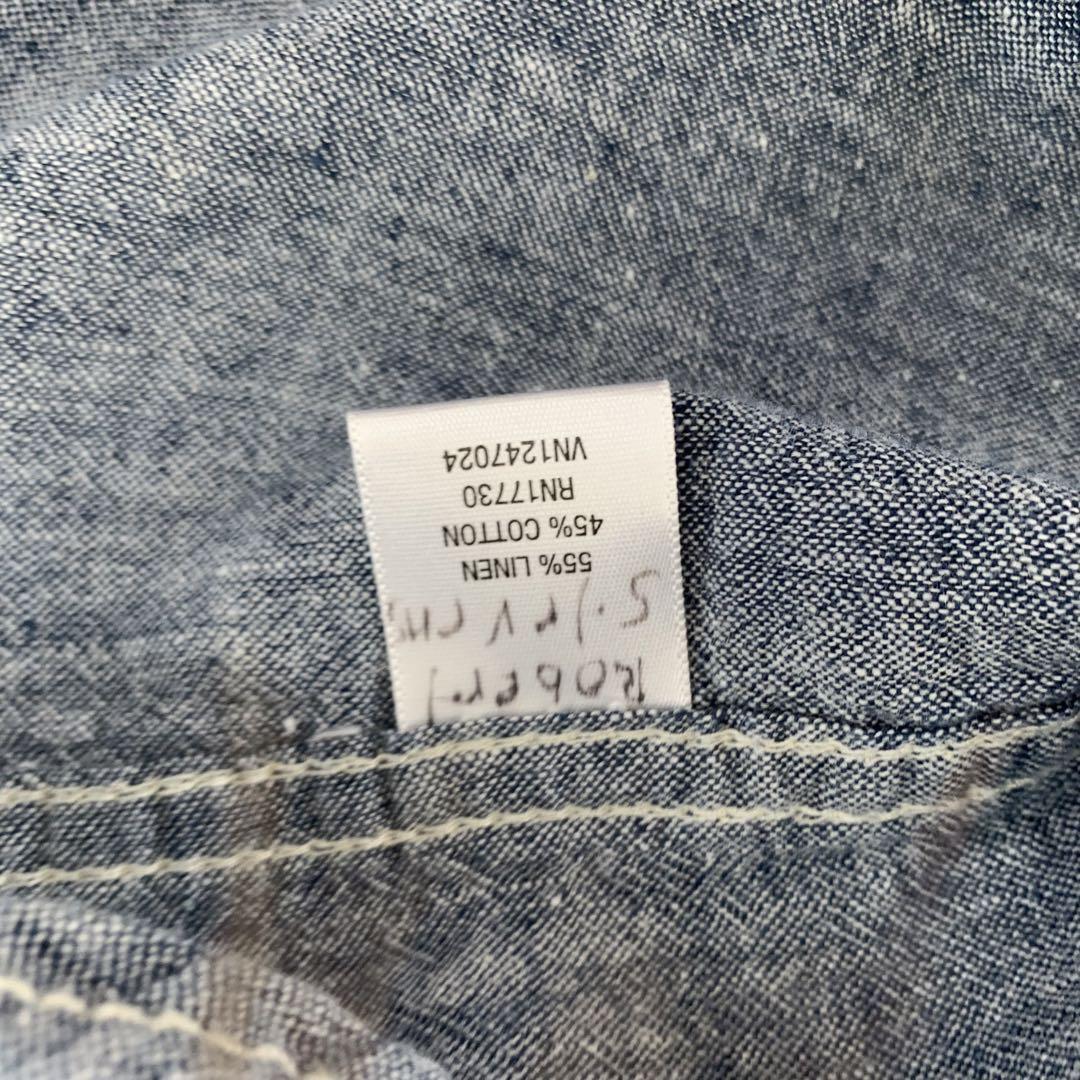 Robert
55% LINEN
45% COTTON
RN17730
VN1247024